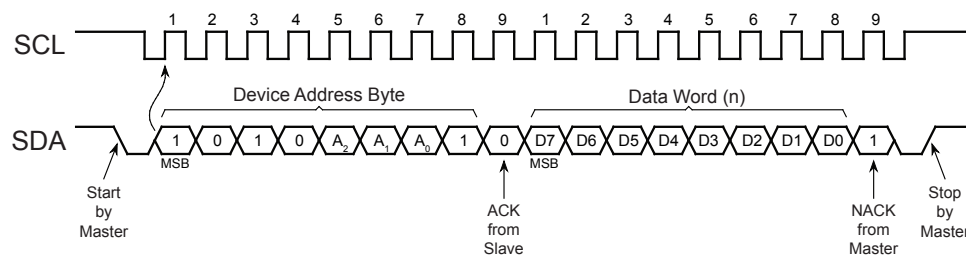 1 2 3 4 5 6 7 8 9 1 2 3 4 5 6 7 8 9
SCL
Device Address Byte Data Word (n)
SDA 1 0 1 0 A2 A1 A0 1 0 D7 D6 D5 D4 D3 D2 D1 D0 1
MSB MSB
Start
by
Master
ACK
from
Slave
NACK
from
Master
Stop
by
Master